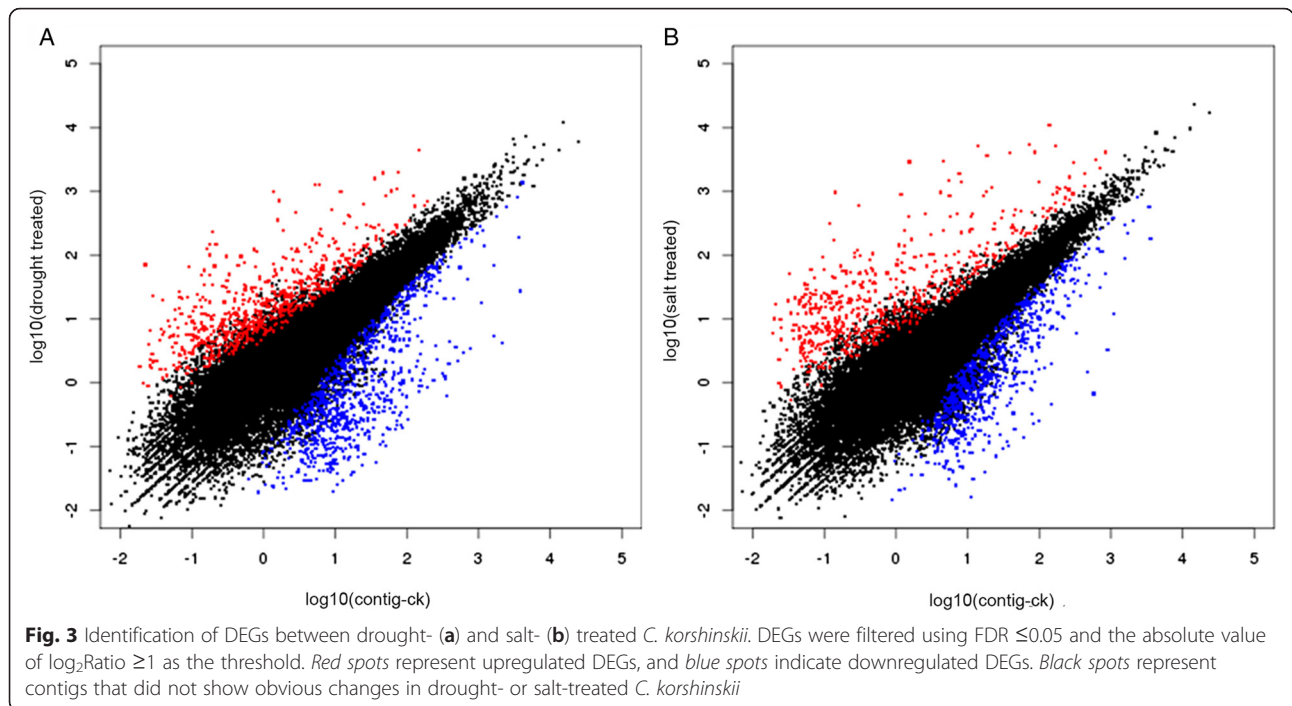 A
B
5
4
3
2
1
0
-1
-2
log10(drought treated)
-2 -1 0 1 2 3 4 5
log10(contig-ck)
5
4
3
2
1
0
-1
-2
log10(salt treated)
-2 -1 0 1 2 3 4 5
log10(contig-ck) .
Fig. 3 Identification of DEGs between drought- (a) and salt- (b) treated C. korshinskii. DEGs were filtered using FDR ≤0.05 and the absolute value
of log₂Ratio ≥1 as the threshold. Red spots represent upregulated DEGs, and blue spots indicate downregulated DEGs. Black spots represent
contigs that did not show obvious changes in drought- or salt-treated C. korshinskii